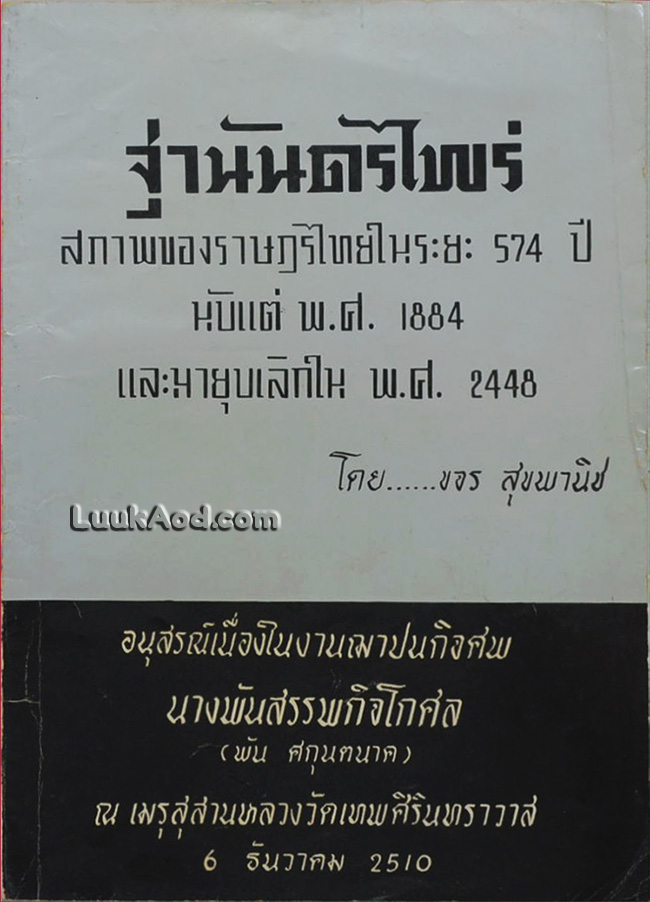 ฐานันดรไพร่
สภาพของราษฎรไทยในระยะ 574 ปี
นับแต่ พ.ศ. 1884
และมายุบเลิกใน พ.ศ. 2448
โดย......ขจร สุขพานิช
LuukAod.com
อนุสรณ์เนื่องในงานฌาปนกิจศพ
นางพันสรรพกิจโกศล
(พัน ศกุนตนาค)
ณ เมรุสุสานหลวงวัดเทพศิรินทราวาส
6 ธันวาคม 2510